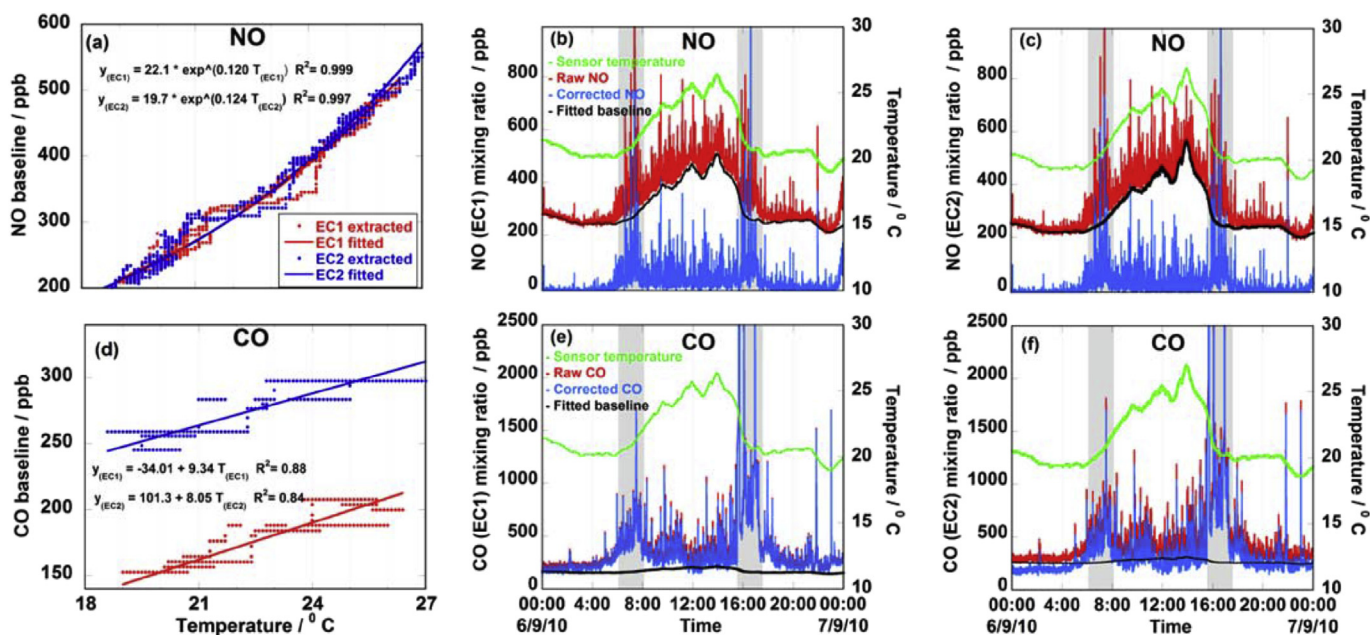 (a) NO
y(EC1) = 22.1 * exp^(0.120 T(EC1)) R²= 0.999
y(EC2) = 19.7 * exp^(0.124 T(EC2)) R²= 0.997
EC1 extracted
EC1 fitted
EC2 extracted
EC2 fitted
600
500
400
300
200
NO baseline / ppb
(b) NO
- Sensor temperature
- Raw NO
- Corrected NO
- Fitted baseline
800
600
400
200
0
NO (EC1) mixing ratio / ppb
30
25
20
15
10
Temperature / ⁰ C
(c) NO
800
600
400
200
0
NO (EC2) mixing ratio / ppb
30
25
20
15
10
Temperature / ⁰ C
(d) CO
y(EC1) = -34.01 + 9.34 T(EC1) R²= 0.88
y(EC2) = 101.3 + 8.05 T(EC2) R²= 0.84
300
250
200
150
CO baseline / ppb
18 21 24 27
Temperature / ⁰ C
(e) CO
- Sensor temperature
- Raw CO
- Corrected CO
- Fitted baseline
2500
2000
1500
1000
500
0
CO (EC1) mixing ratio / ppb
30
25
20
15
10
Temperature / ⁰ C
00:00 8:00 12:00 16:00 20:00 00:00
6/9/10 Time 7/9/10
(f) CO
2500
2000
1500
1000
500
0
CO (EC2) mixing ratio / ppb
30
25
20
15
10
Temperature / ⁰ C
00:00 8:00 12:00 16:00 20:00 00:00
6/9/10 Time 7/9/10